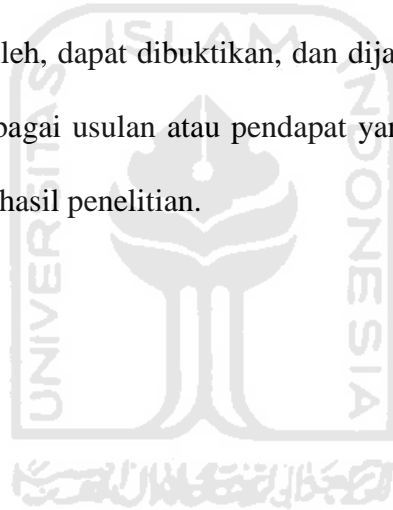 leh, dapat dibuktikan, dan dija
bagai usulan atau pendapat yan
hasil penelitian.
ISLAM
UNIVERSITAS
INDONESIA